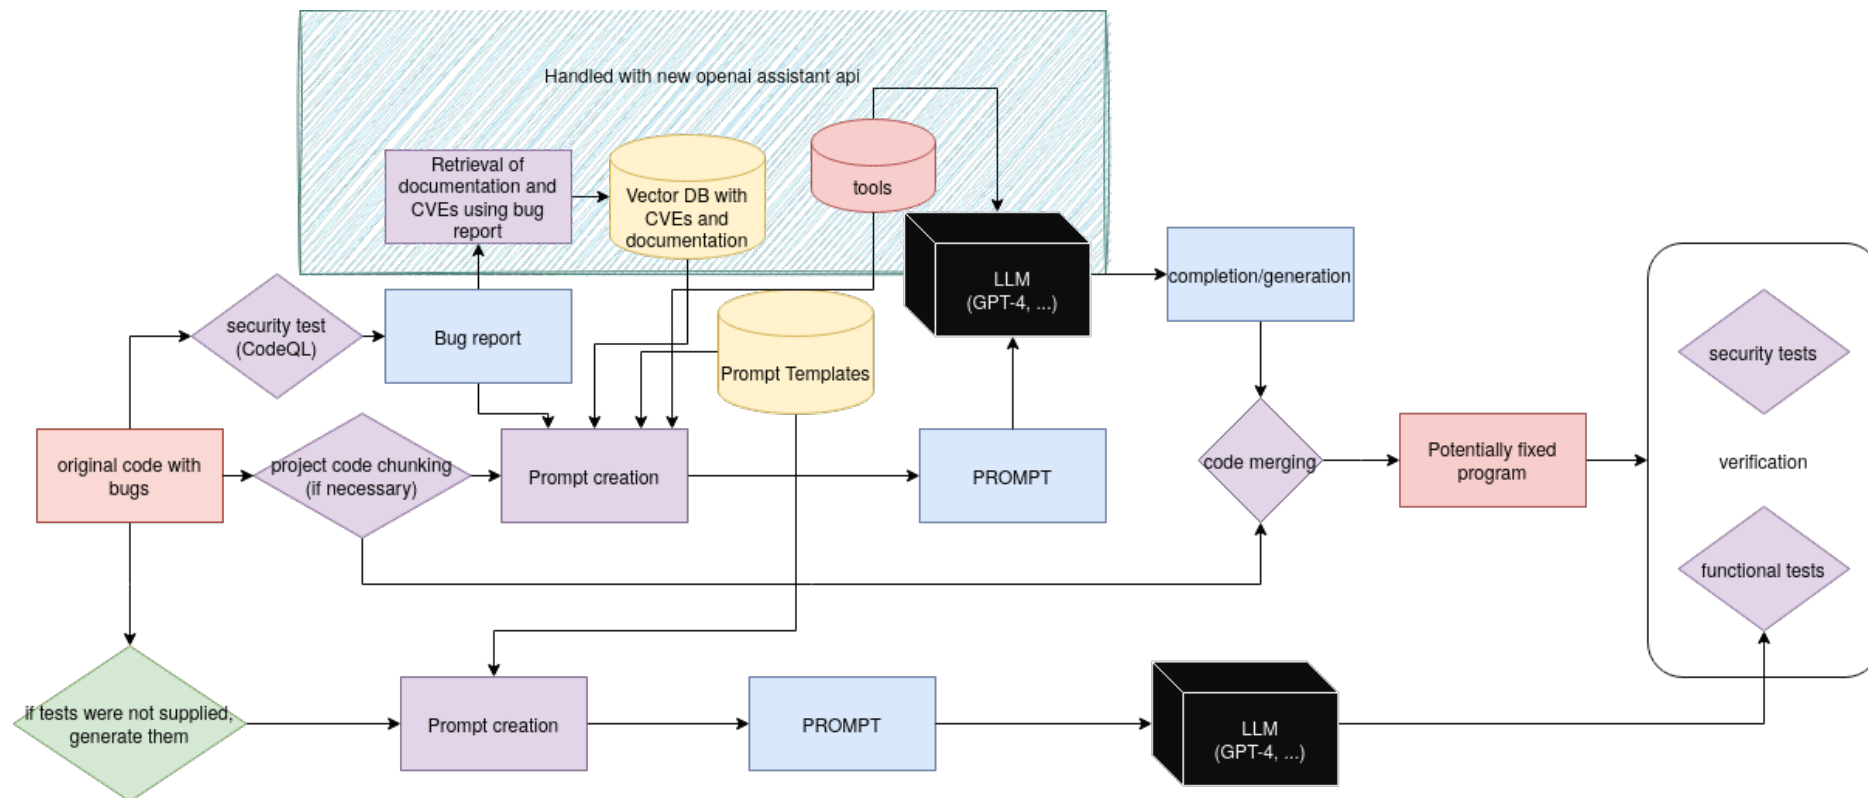 Handled with new openai assistant api
Retrieval of
documentation and
CVEs using bug
report
Vector DB with
CVEs and
documentation
tools
LLM
(GPT-4, ...)
completion/generation
security test
(CodeQL)
Bug report
Prompt Templates
security tests
original code with
bugs
project code chunking
(if necessary)
Prompt creation
PROMPT
code merging
Potentially fixed
program
verification
functional tests
if tests were not supplied,
generate them
Prompt creation
PROMPT
LLM
(GPT-4, ...)